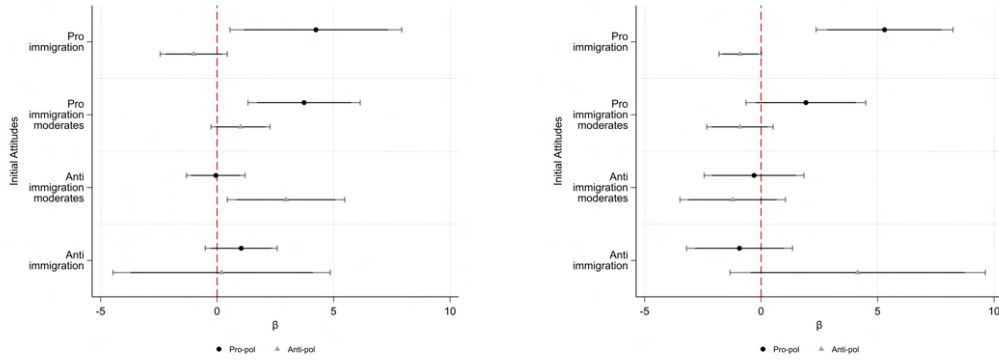 Pro
immigration
Pro
immigration
moderates
Anti
immigration
moderates
Anti
immigration
Initial Attitudes
-5 0 5 10
β
Pro-pol Anti-pol
Pro
immigration
Pro
immigration
moderates
Anti
immigration
moderates
Anti
immigration
Initial Attitudes
-5 0 5 10
β
Pro-pol Anti-pol